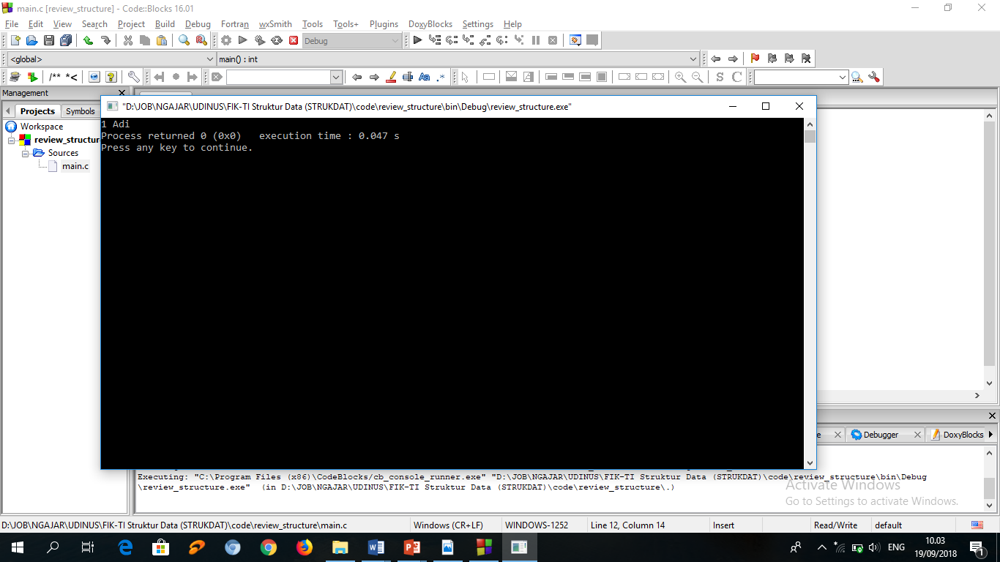 main.c [review_structure] - Code::Blocks 16.01
File Edit View Search Project Build Debug Fortran wxSmith Tools Tools+ Plugins DoxyBlocks Settings Help
Debug
<global> main() : int
/** *<
Aa .*
S C
Management
Projects Symbols
Workspace
review_structur
Sources
main.c
"D:\JOB\NGAJAR\UDINUS\FIK-TI Struktur Data (STRUKDAT)\code\review_structure\bin\Debug\review_structure.exe"
1 Adi
Process returned 0 (0x0)   execution time : 0.047 s
Press any key to continue.
e Debugger DoxyBlocks
Executing: "C:\Program Files (x86)\CodeBlocks/cb_console_runner.exe" "D:\JOB\NGAJAR\UDINUS\FIK-TI Struktur Data (STRUKDAT)\code\review_structure\bin\Debug
\review_structure.exe"  (in D:\JOB\NGAJAR\UDINUS\FIK-TI Struktur Data (STRUKDAT)\code\review_structure\.)
Activate Windows
Go to Settings to activate Windows.
D:\JOB\NGAJAR\UDINUS\FIK-TI Struktur Data (STRUKDAT)\code\review_structure\main.c Windows (CR+LF) WINDOWS-1252 Line 12, Column 14 Insert Read/Write default
ENG
10.03
19/09/2018
1